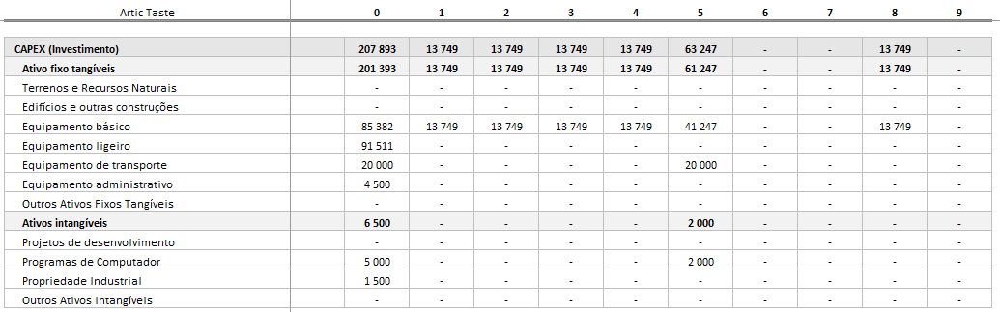 Artic Taste 0 1 2 3 4 5 6 7 8 9
CAPEX (Investimento) 207 893 13 749 13 749 13 749 13 749 63 247 - - 13 749 -
Ativo fixo tangíveis 201 393 13 749 13 749 13 749 13 749 61 247 - - 13 749 -
Terrenos e Recursos Naturais - - - - - - - - - -
Edifícios e outras construções - - - - - - - - - -
Equipamento básico 85 382 13 749 13 749 13 749 13 749 41 247 - - 13 749 -
Equipamento ligeiro 91 511 - - - - - - - - -
Equipamento de transporte 20 000 - - - - 20 000 - - - -
Equipamento administrativo 4 500 - - - - - - - - -
Outros Ativos Fixos Tangíveis - - - - - - - - - -
Ativos intangíveis 6 500 - - - - 2 000 - - - -
Projetos de desenvolvimento - - - - - - - - - -
Programas de Computador 5 000 - - - - 2 000 - - - -
Propriedade Industrial 1 500 - - - - - - - - -
Outros Ativos Intangíveis - - - - - - - - - -